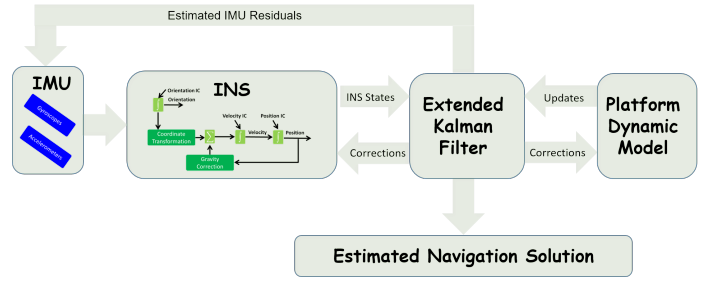 Estimated IMU Residuals
IMU
Gyroscopes
Accelerometers
INS
Orientation IC
Orientation
∫
Coordinate
Transformation
Σ
Velocity IC
∫
Velocity
Position IC
∫
Position
Gravity
Correction
INS States
Corrections
Extended
Kalman
Filter
Updates
Corrections
Platform
Dynamic
Model
Estimated Navigation Solution